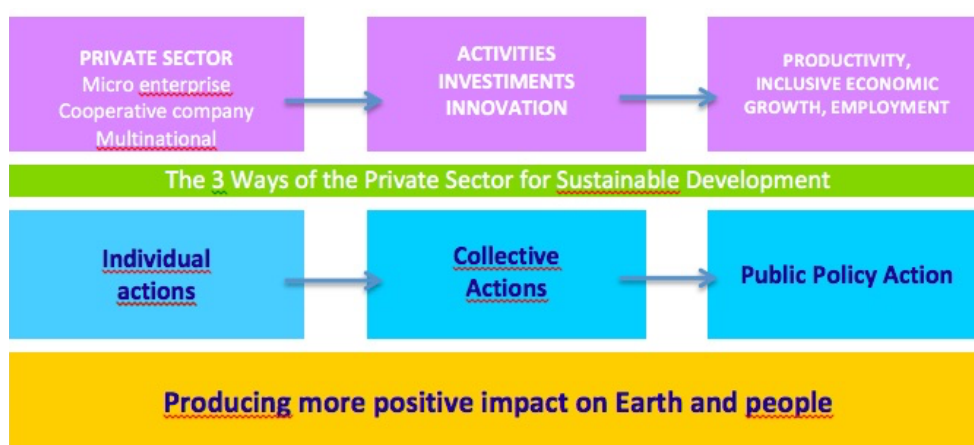 PRIVATE SECTOR
Micro enterprise
Cooperative company
Multinational
ACTIVITIES
INVESTIMENTS
INNOVATION
PRODUCTIVITY,
INCLUSIVE ECONOMIC
GROWTH, EMPLOYMENT
The 3 Ways of the Private Sector for Sustainable Development
Individual
actions
Collective
Actions
Public Policy Action
Producing more positive impact on Earth and people